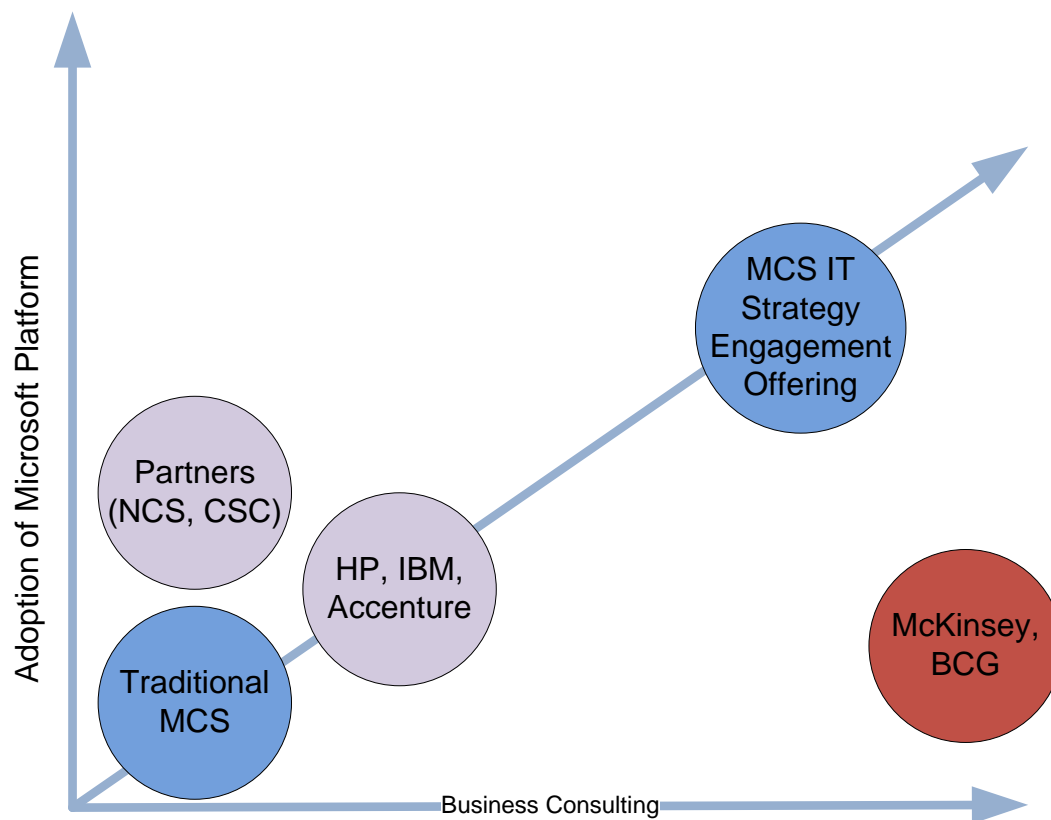 Adoption of Microsoft Platform
MCS IT
Strategy
Engagement
Offering
Partners
(NCS, CSC)
HP, IBM,
Accenture
McKinsey,
BCG
Traditional
MCS
Business Consulting